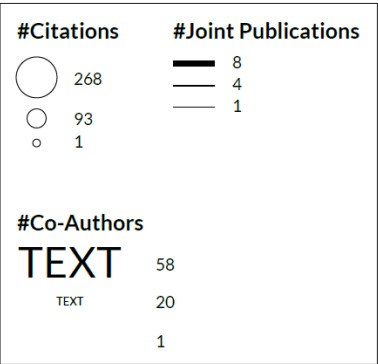 #Citations
268
93
1
#Joint Publications
8
4
1
#Co-Authors
TEXT 58
TEXT 20
1